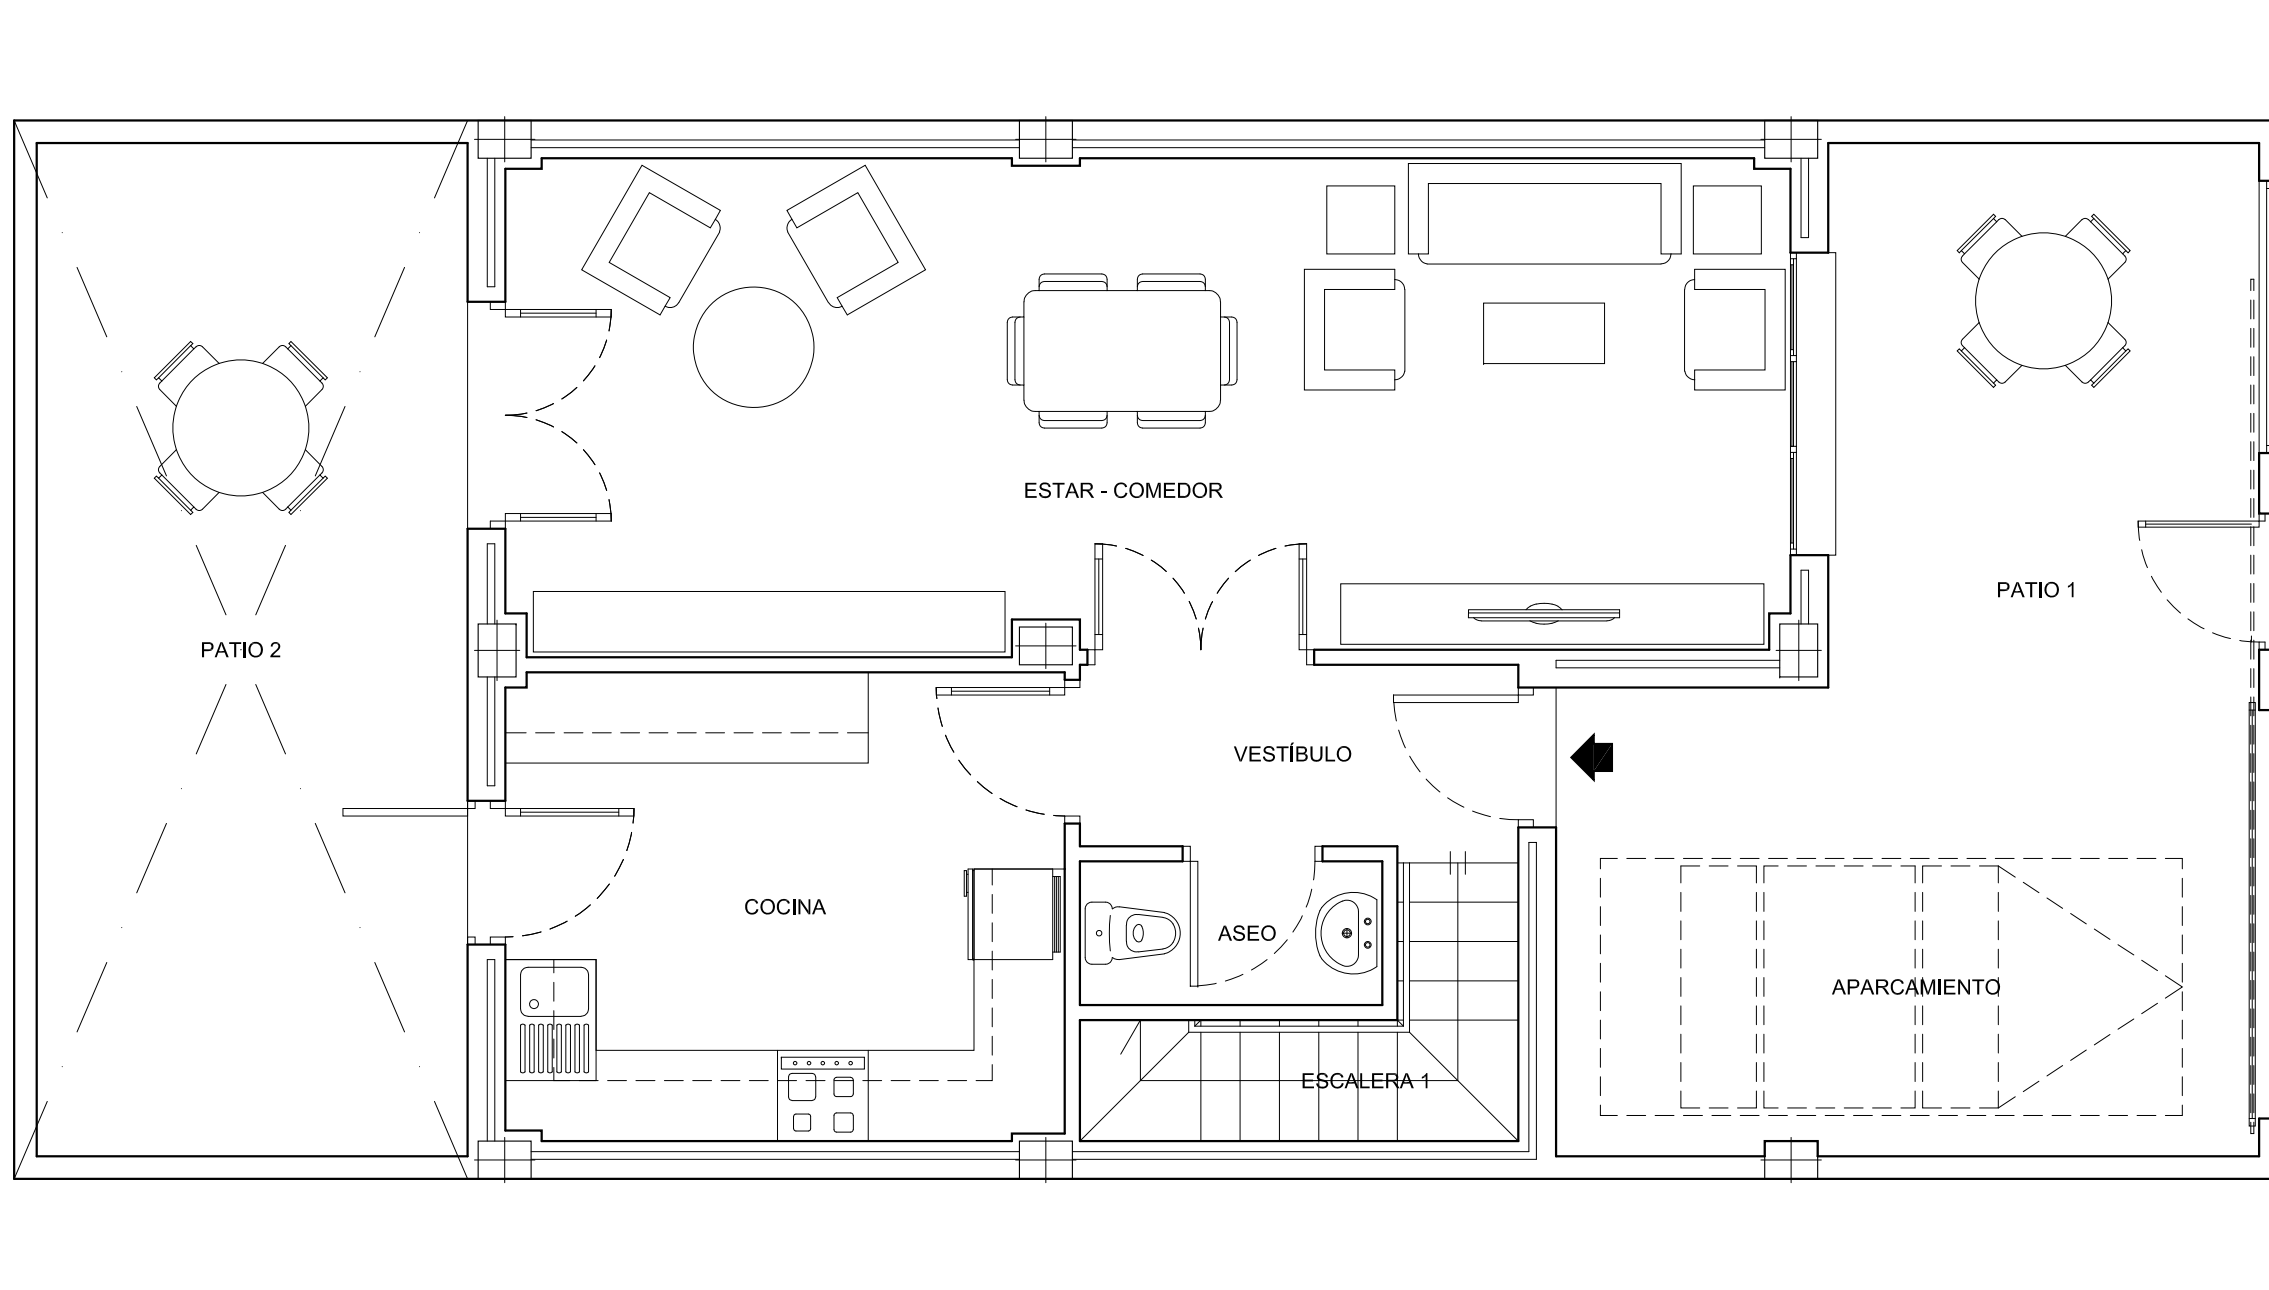 ESTAR - COMEDOR
PATIO 1
PATIO 2
VESTÍBULO
COCINA
ASEO
APARCAMIENTO
ESCALERA 1